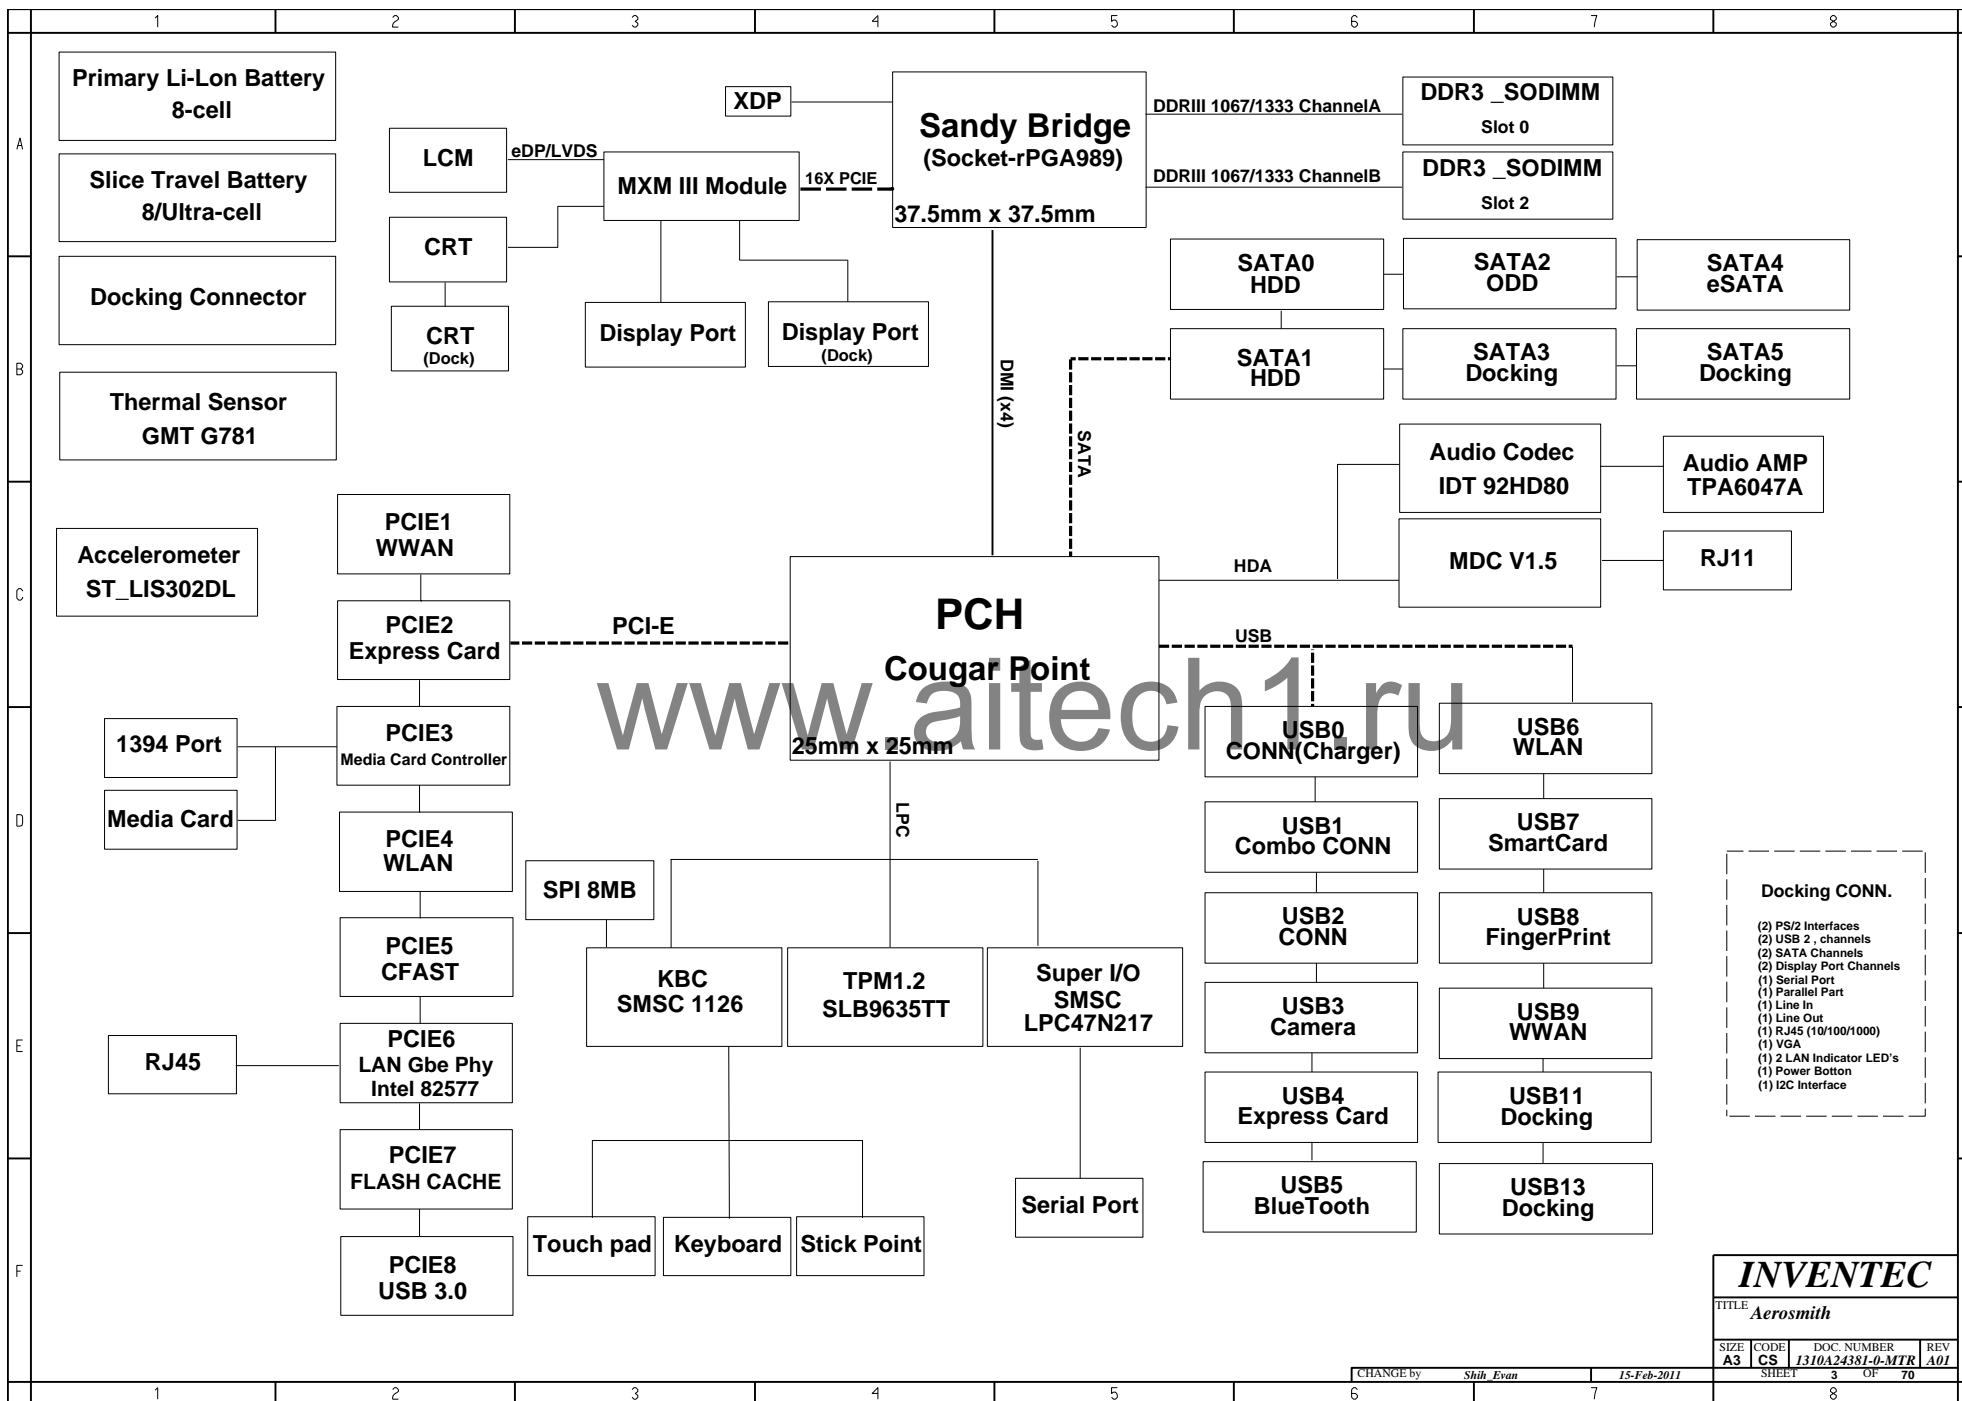 1 2 3 4 5 6 7 8
A
B
C
D
E
F
Primary Li-Lon Battery
8-cell
Slice Travel Battery
8/Ultra-cell
Docking Connector
Thermal Sensor
GMT G781
Accelerometer
ST_LIS302DL
XDP
Sandy Bridge
(Socket-rPGA989)
37.5mm x 37.5mm
DDRIII 1067/1333 ChannelA
DDR3 _SODIMM
Slot 0
DDRIII 1067/1333 ChannelB
DDR3 _SODIMM
Slot 2
LCM
eDP/LVDS
MXM III Module
16X PCIE
CRT
CRT
(Dock)
Display Port
Display Port
(Dock)
DMI (x4)
SATA
SATA0
HDD
SATA2
ODD
SATA4
eSATA
SATA1
HDD
SATA3
Docking
SATA5
Docking
Audio Codec
IDT 92HD80
Audio AMP
TPA6047A
HDA
MDC V1.5
RJ11
PCH
Cougar Point
25mm x 25mm
PCI-E
USB
LPC
www.aitech1.ru
PCIE1
WWAN
PCIE2
Express Card
PCIE3
Media Card Controller
1394 Port
Media Card
PCIE4
WLAN
PCIE5
CFAST
PCIE6
LAN Gbe Phy
Intel 82577
RJ45
PCIE7
FLASH CACHE
PCIE8
USB 3.0
SPI 8MB
KBC
SMSC 1126
TPM1.2
SLB9635TT
Super I/O
SMSC
LPC47N217
Touch pad
Keyboard
Stick Point
Serial Port
USB0
CONN(Charger)
USB1
Combo CONN
USB2
CONN
USB3
Camera
USB4
Express Card
USB5
BlueTooth
USB6
WLAN
USB7
SmartCard
USB8
FingerPrint
USB9
WWAN
USB11
Docking
USB13
Docking
Docking CONN.
(2) PS/2 Interfaces
(2) USB 2 , channels
(2) SATA Channels
(2) Display Port Channels
(1) Serial Port
(1) Parallel Part
(1) Line In
(1) Line Out
(1) RJ45 (10/100/1000)
(1) VGA
(1) 2 LAN Indicator LED's
(1) Power Botton
(1) I2C Interface
INVENTEC
TITLE
Aerosmith
SIZE CODE DOC. NUMBER REV
A3 CS 1310A24381-0-MTR A01
CHANGE by Shih_Evan 15-Feb-2011 SHEET 3 OF 70
1 2 3 4 5 6 7 8